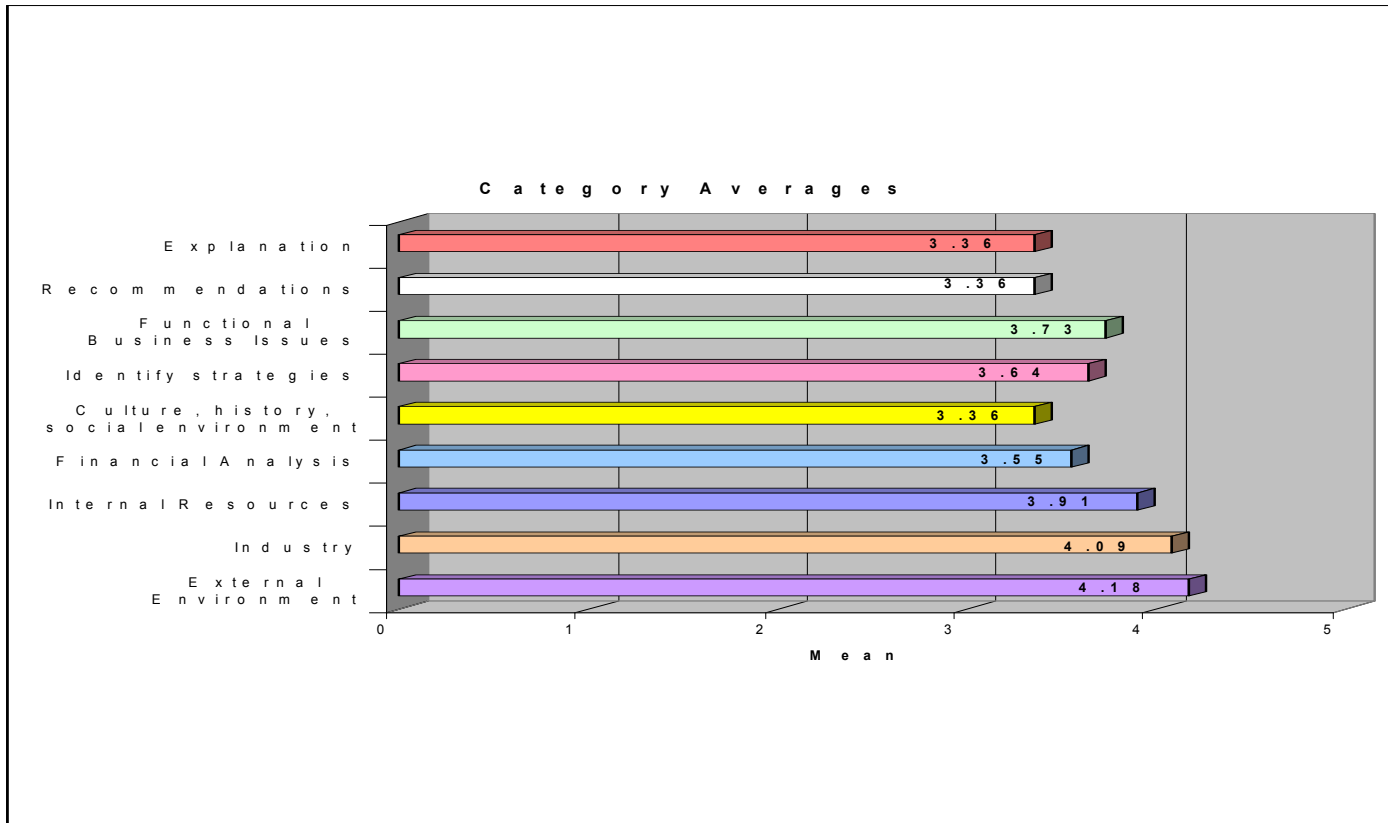 Category Averages
Explanation
3.36
Recommendations
3.36
Functional
Business Issues
3.73
Identify strategies
3.64
Culture, history,
social environment
3.36
Financial Analysis
3.55
Internal Resources
3.91
Industry
4.09
External
Environment
4.18
0 1 2 3 4 5
Mean